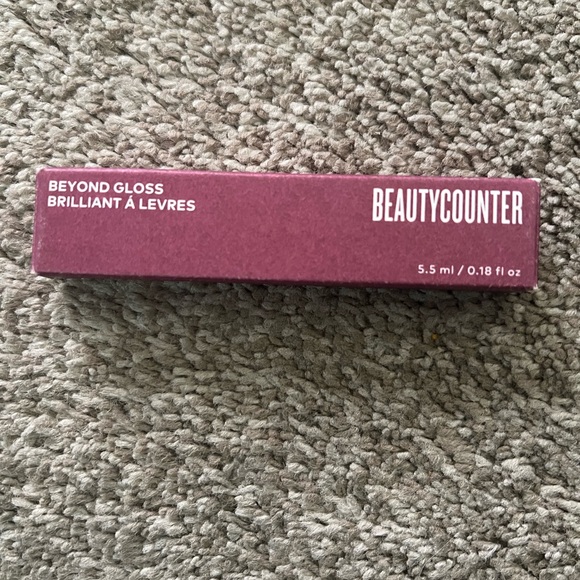 BEYOND GLOSS
BRILLIANT Á LEVRES
BEAUTYCOUNTER
5.5 ml / 0.18 fl oz